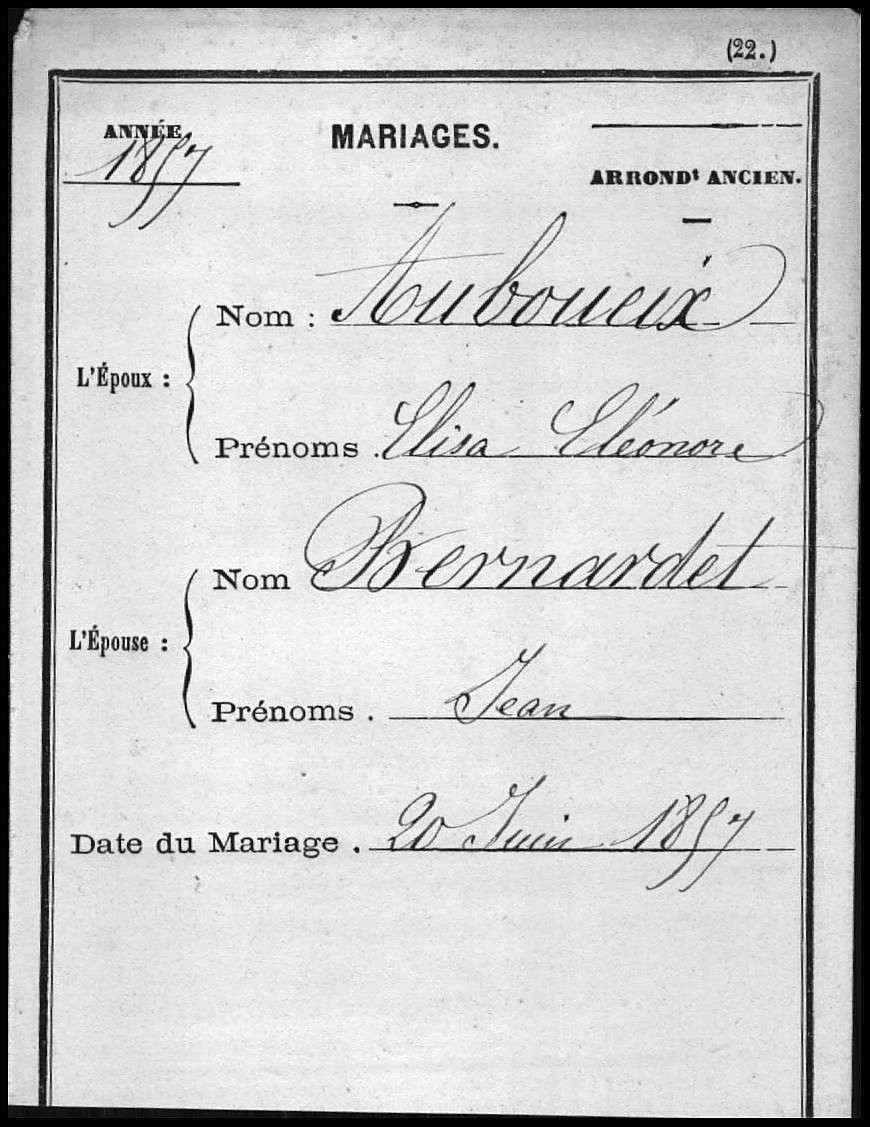 (22.)
ANNÉE
1857
MARIAGES.
ARRONDt ANCIEN.
L'Époux :
Nom : Auboueix
Prénoms . Elisa Eléonore
L'Épouse :
Nom Bernardet
Prénoms . Jean
Date du Mariage . 20 Juin 1857